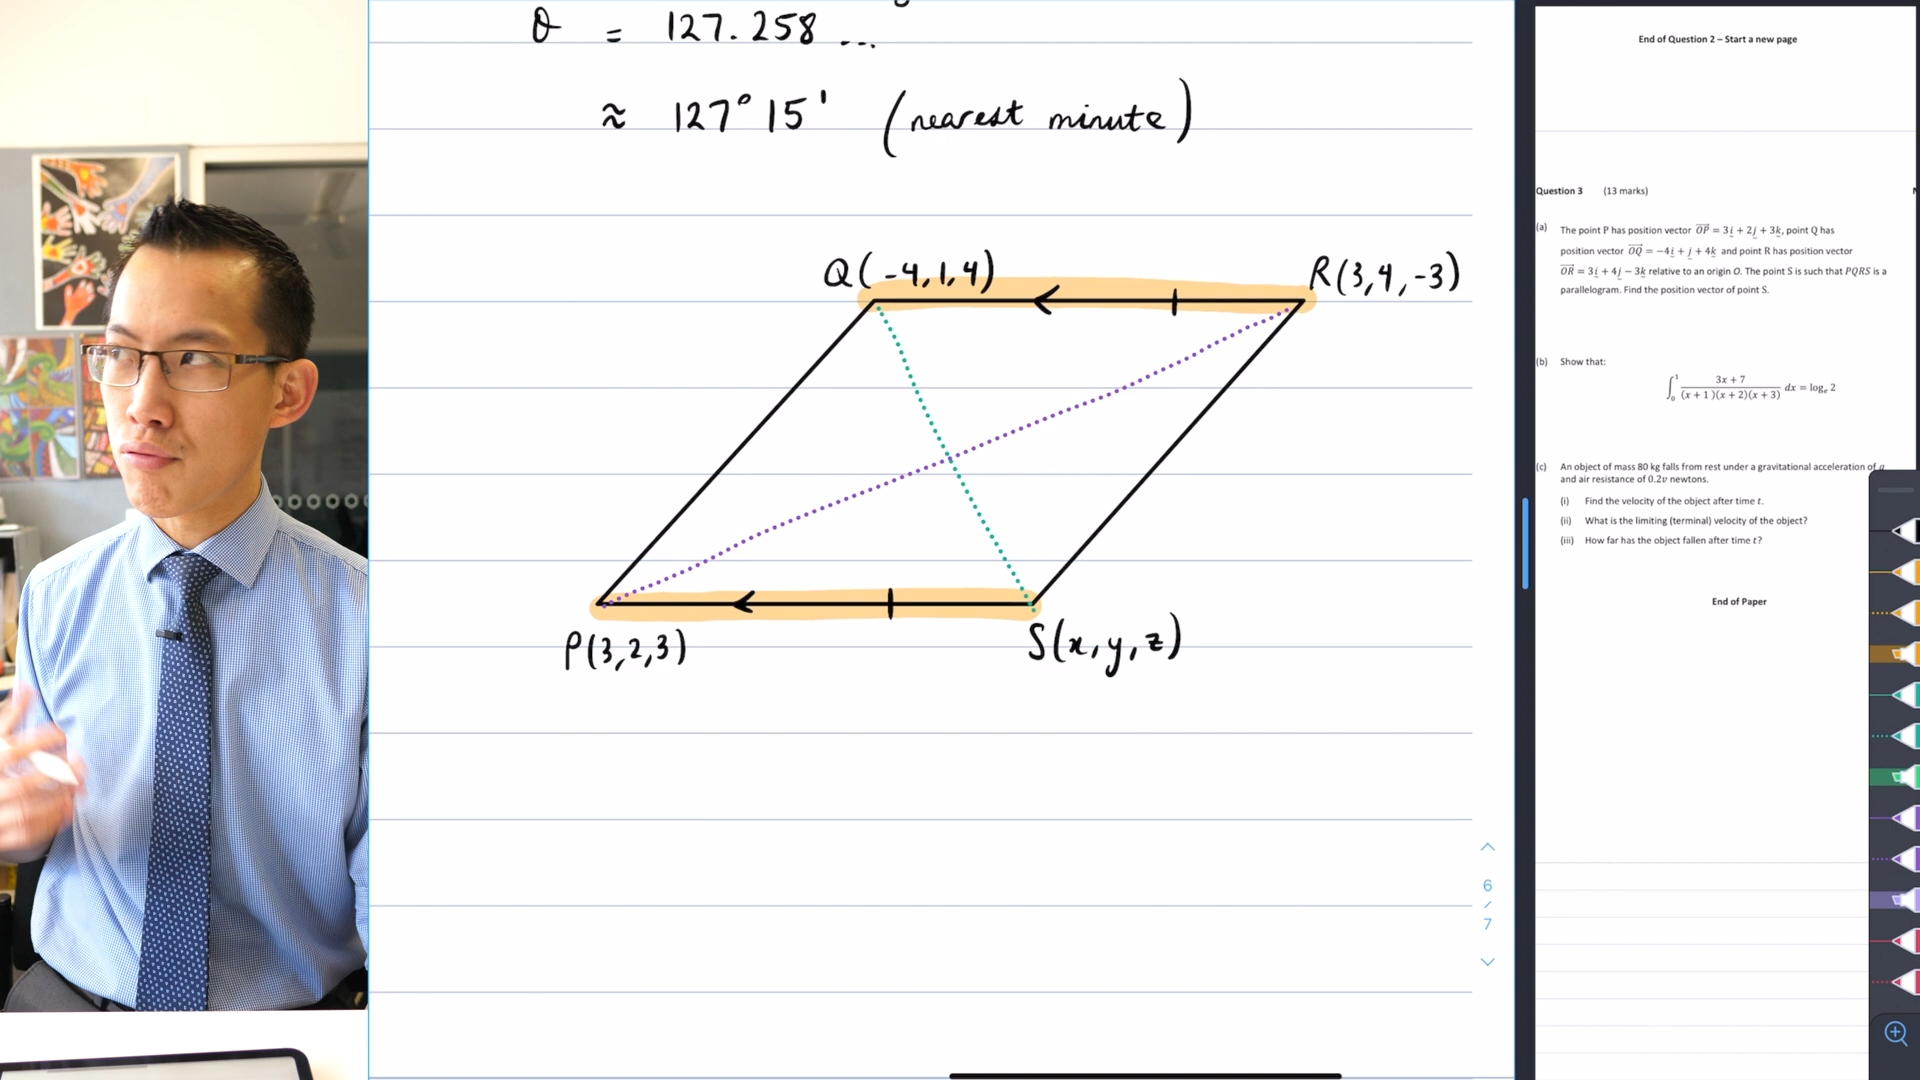 θ = 127.258 ...
≈ 127° 15' (nearest minute)
Q(-4,1,4)
R(3,4,-3)
P(3,2,3)
S(x,y,z)
6
/
7
End of Question 2 – Start a new page
Question 3 (13 marks)
(a) The point P has position vector OP = 3i + 2j + 3k, point Q has
position vector OQ = −4i + j + 4k and point R has position vector
OR = 3i + 4j − 3k relative to an origin O. The point S is such that PQRS is a
parallelogram. Find the position vector of point S.
(b) Show that:
∫₀¹ (3x + 7)/((x + 1)(x + 2)(x + 3)) dx = logₑ 2
(c) An object of mass 80 kg falls from rest under a gravitational acceleration of g
and air resistance of 0.2v newtons.
(i) Find the velocity of the object after time t.
(ii) What is the limiting (terminal) velocity of the object?
(iii) How far has the object fallen after time t?
End of Paper